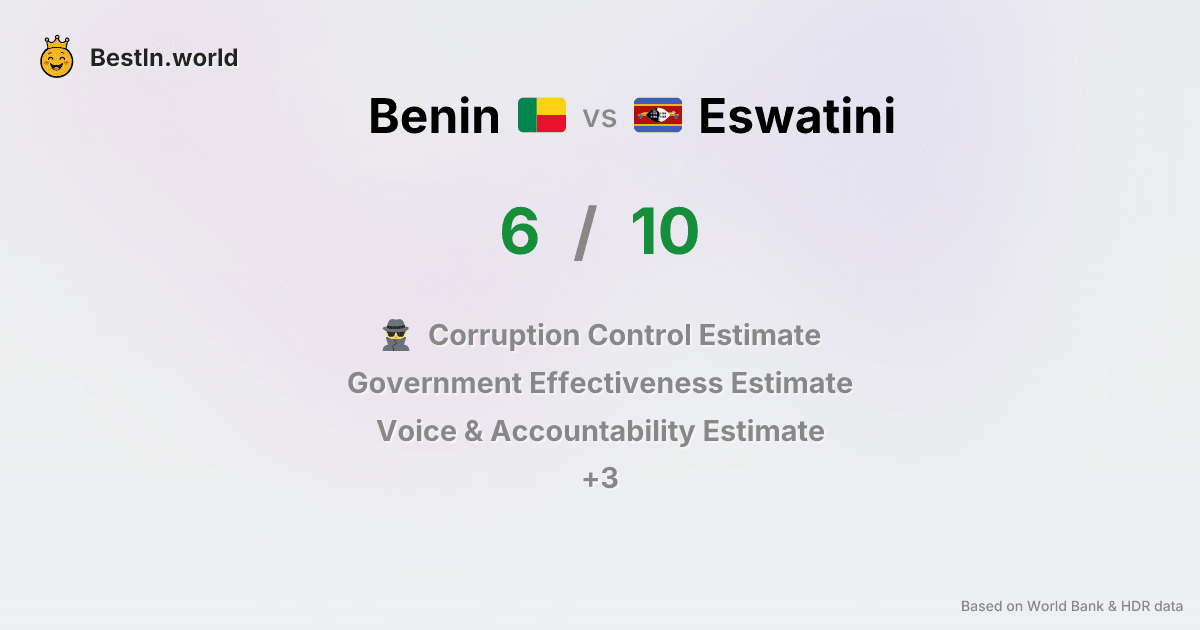 BestIn.world
Benin vs Eswatini
6 / 10
Corruption Control Estimate
Government Effectiveness Estimate
Voice & Accountability Estimate
+3
Based on World Bank & HDR data